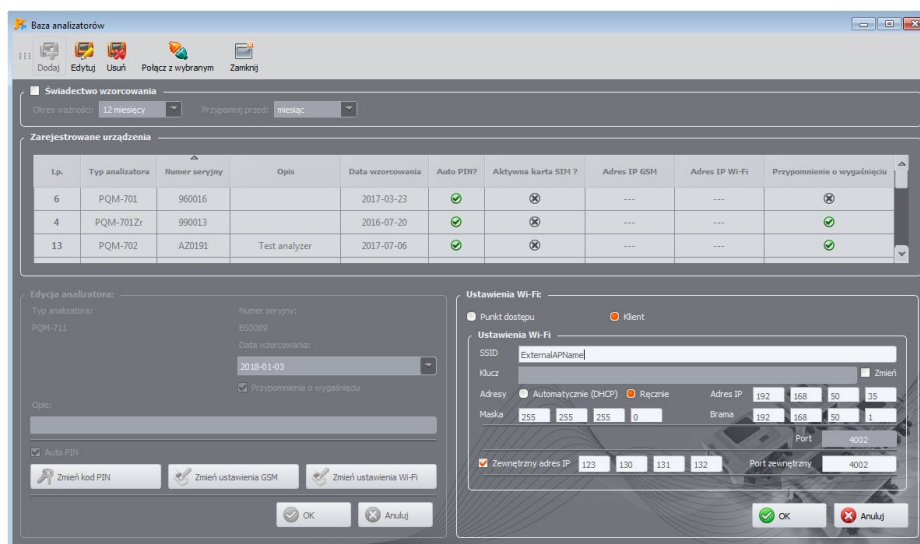 Baza analizatorów
Dodaj Edytuj Usuń Połącz z wybranym Zamknij
Świadectwo wzorcowania
Okres ważności: 12 miesięcy Przypomnij przed: miesiąc
Zarejestrowane urządzenia
Lp. Typ analizatora Numer seryjny Opis Data wzorcowania Auto PIN? Aktywna karta SIM ? Adres IP GSM Adres IP Wi-Fi Przypomnienie o wygaśnięciu
6 PQM-701 960016 2017-03-23 --- ---
4 PQM-701Zr 990013 2016-07-20 --- ---
13 PQM-702 AZ0191 Test analyzer 2017-07-06 --- ---
Edycja analizatora:
Typ analizatora: Numer seryjny:
PQM-711 BS0009
Data wzorcowania:
2018-01-03
Przypomnienie o wygaśnięciu
Opis:
Auto PIN
Zmień kod PIN Zmień ustawienia GSM Zmień ustawienia Wi-Fi
OK Anuluj
Ustawienia Wi-Fi:
Punkt dostępu Klient
Ustawienia Wi-Fi
SSID ExternalAPName
Klucz Zmień
Adresy Automatycznie (DHCP) Ręcznie Adres IP 192 168 50 35
Maska 255 255 255 0 Brama 192 168 50 1
Port 4002
Zewnętrzny adres IP 123 130 131 132 Port zewnętrzny 4002
OK Anuluj